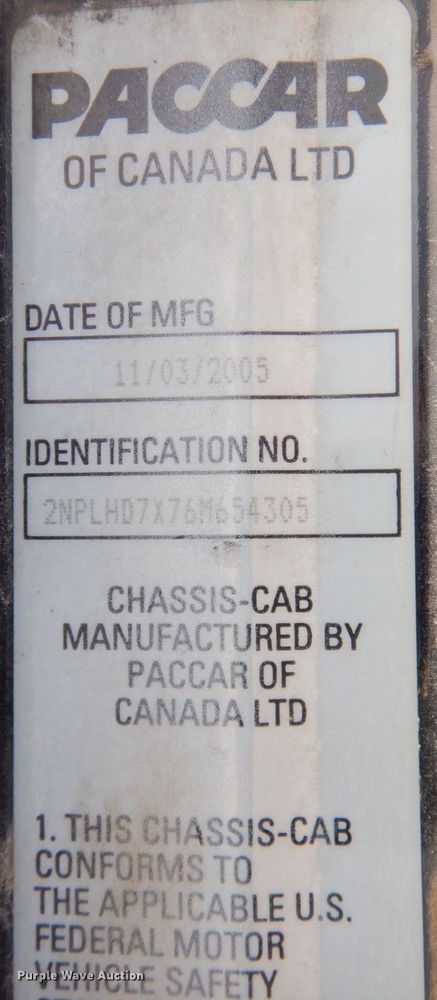 PACCAR
OF CANADA LTD
DATE OF MFG
11/03/2005
IDENTIFICATION NO.
2NPLHD7X76M654305
CHASSIS-CAB
MANUFACTURED BY
PACCAR OF
CANADA LTD
1. THIS CHASSIS-CAB
CONFORMS TO
THE APPLICABLE U.S.
FEDERAL MOTOR
VEHICLE SAFETY
Purple Wave Auction